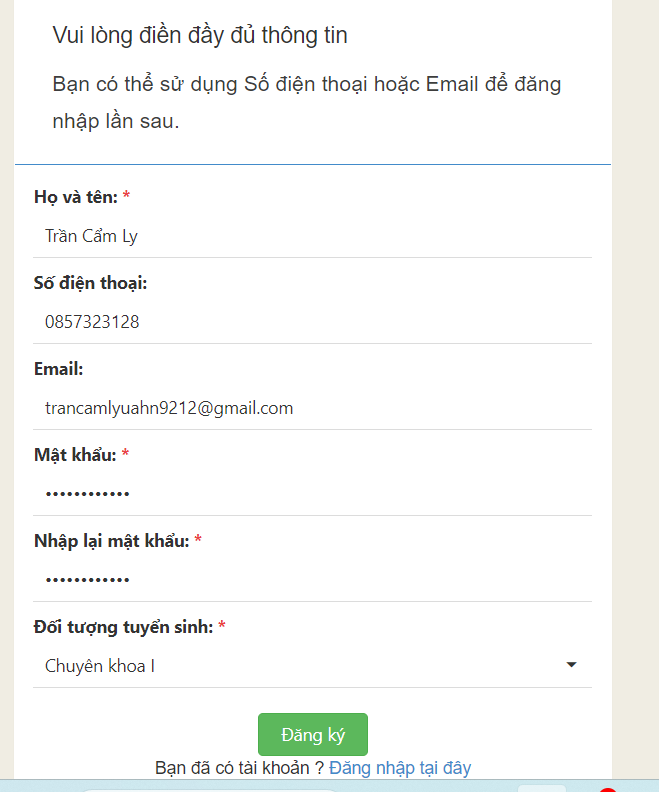 Vui lòng điền đầy đủ thông tin
Bạn có thể sử dụng Số điện thoại hoặc Email để đăng
nhập lần sau.
Họ và tên: *
Trần Cẩm Ly
Số điện thoại:
0857323128
Email:
trancamlyuahn9212@gmail.com
Mật khẩu: *
••••••••••••
Nhập lại mật khẩu: *
••••••••••••
Đối tượng tuyển sinh: *
Chuyên khoa I
Đăng ký
Bạn đã có tài khoản ? Đăng nhập tại đây